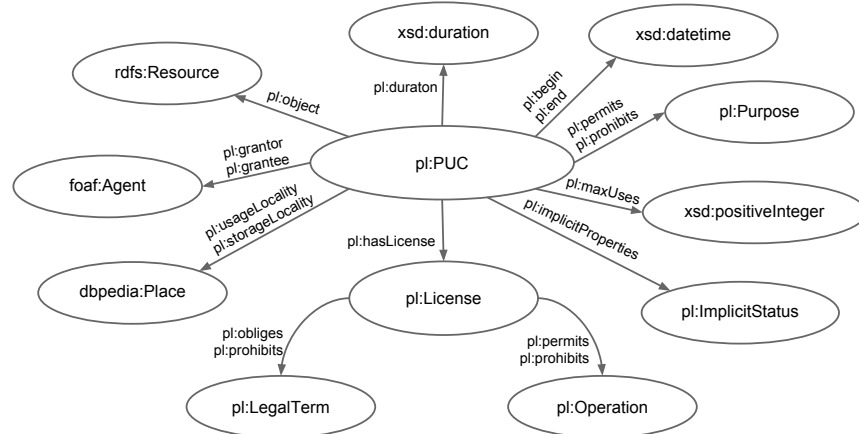 xsd:duration
xsd:datetime
rdfs:Resource
pl:duraton
pl:begin
pl:end
pl:object
pl:permits
pl:prohibits
pl:Purpose
pl:grantor
pl:grantee
foaf:Agent
pl:PUC
pl:maxUses
xsd:positiveInteger
pl:usageLocality
pl:storageLocality
pl:hasLicense
pl:implicitProperties
dbpedia:Place
pl:License
pl:ImplicitStatus
pl:obliges
pl:prohibits
pl:permits
pl:prohibits
pl:LegalTerm
pl:Operation